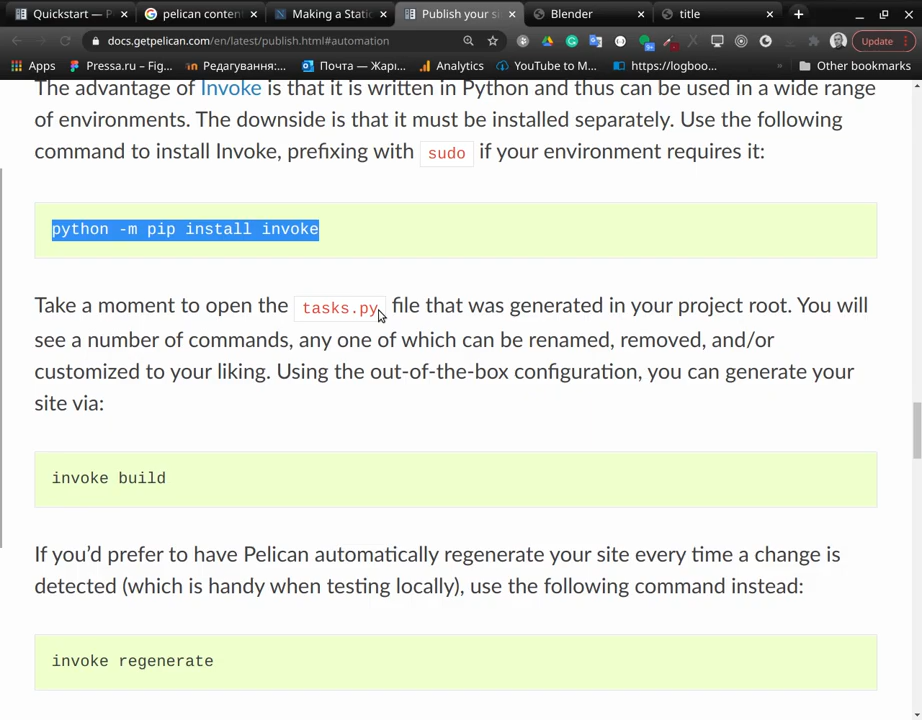 Quickstart — P
pelican conten
Making a Stati
Publish your s
Blender
title
docs.getpelican.com/en/latest/publish.html#automation
Update
Apps
Pressa.ru – Fig...
Редагування:...
Почта — Жарі...
Analytics
YouTube to M...
https://logboo...
»
Other bookmarks
The advantage of Invoke is that it is written in Python and thus can be used in a wide range
of environments. The downside is that it must be installed separately. Use the following
command to install Invoke, prefixing with sudo if your environment requires it:
python -m pip install invoke
Take a moment to open the tasks.py file that was generated in your project root. You will
see a number of commands, any one of which can be renamed, removed, and/or
customized to your liking. Using the out-of-the-box configuration, you can generate your
site via:
invoke build
If you’d prefer to have Pelican automatically regenerate your site every time a change is
detected (which is handy when testing locally), use the following command instead:
invoke regenerate